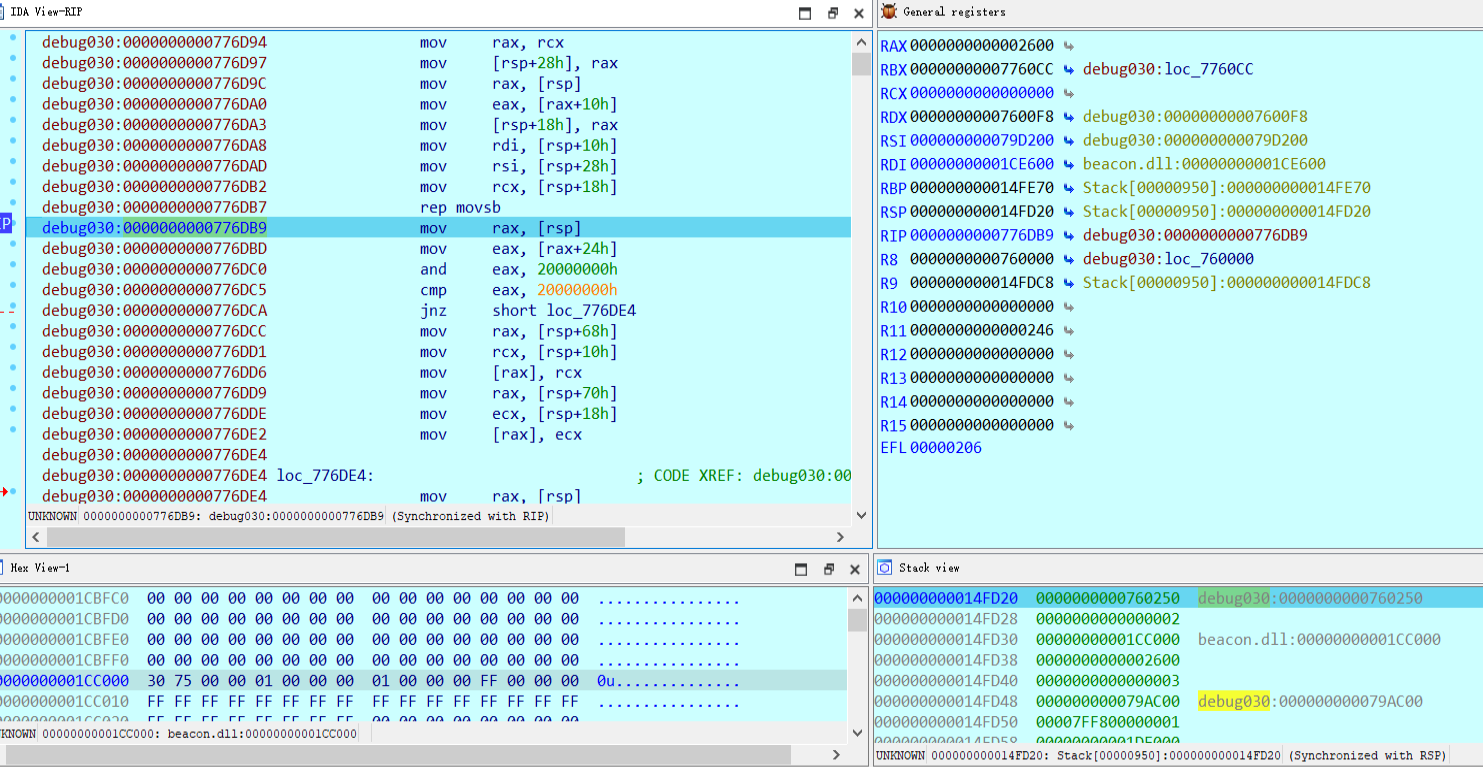 IDA View-RIP
debug030:0000000000776D94 mov rax, rcx
debug030:0000000000776D97 mov [rsp+28h], rax
debug030:0000000000776D9C mov rax, [rsp]
debug030:0000000000776DA0 mov eax, [rax+10h]
debug030:0000000000776DA3 mov [rsp+18h], rax
debug030:0000000000776DA8 mov rdi, [rsp+10h]
debug030:0000000000776DAD mov rsi, [rsp+28h]
debug030:0000000000776DB2 mov rcx, [rsp+18h]
debug030:0000000000776DB7 rep movsb
debug030:0000000000776DB9 mov rax, [rsp]
debug030:0000000000776DBD mov eax, [rax+24h]
debug030:0000000000776DC0 and eax, 20000000h
debug030:0000000000776DC5 cmp eax, 20000000h
debug030:0000000000776DCA jnz short loc_776DE4
debug030:0000000000776DCC mov rax, [rsp+68h]
debug030:0000000000776DD1 mov rcx, [rsp+10h]
debug030:0000000000776DD6 mov [rax], rcx
debug030:0000000000776DD9 mov rax, [rsp+70h]
debug030:0000000000776DDE mov ecx, [rsp+18h]
debug030:0000000000776DE2 mov [rax], ecx
debug030:0000000000776DE4
debug030:0000000000776DE4 loc_776DE4: ; CODE XREF: debug030:00
debug030:0000000000776DE4 mov rax, [rsp]
UNKNOWN 0000000000776DB9: debug030:0000000000776DB9 (Synchronized with RIP)
General registers
RAX 0000000000002600
RBX 00000000007760CC debug030:loc_7760CC
RCX 0000000000000000
RDX 00000000007600F8 debug030:00000000007600F8
RSI 000000000079D200 debug030:000000000079D200
RDI 00000000001CE600 beacon.dll:00000000001CE600
RBP 000000000014FE70 Stack[00000950]:000000000014FE70
RSP 000000000014FD20 Stack[00000950]:000000000014FD20
RIP 0000000000776DB9 debug030:0000000000776DB9
R8 0000000000760000 debug030:loc_760000
R9 000000000014FDC8 Stack[00000950]:000000000014FDC8
R10 0000000000000000
R11 0000000000000246
R12 0000000000000000
R13 0000000000000000
R14 0000000000000000
R15 0000000000000000
EFL 00000206
Hex View-1
0000000001CBFC0 00 00 00 00 00 00 00 00 00 00 00 00 00 00 00 00 ................
0000000001CBFD0 00 00 00 00 00 00 00 00 00 00 00 00 00 00 00 00 ................
0000000001CBFE0 00 00 00 00 00 00 00 00 00 00 00 00 00 00 00 00 ................
0000000001CBFF0 00 00 00 00 00 00 00 00 00 00 00 00 00 00 00 00 ................
0000000001CC000 30 75 00 00 01 00 00 00 01 00 00 00 FF 00 00 00 0u..............
0000000001CC010 FF FF FF FF FF FF FF FF FF FF FF FF FF FF FF FF ................
KNOWN 00000000001CC000: beacon.dll:00000000001CC000
Stack view
000000000014FD20 0000000000760250 debug030:0000000000760250
000000000014FD28 0000000000000002
000000000014FD30 00000000001CC000 beacon.dll:00000000001CC000
000000000014FD38 0000000000002600
000000000014FD40 0000000000000003
000000000014FD48 000000000079AC00 debug030:000000000079AC00
000000000014FD50 00007FF800000001
000000000014FD58 00000000001DE000
UNKNOWN 000000000014FD20: Stack[00000950]:000000000014FD20 (Synchronized with RSP)